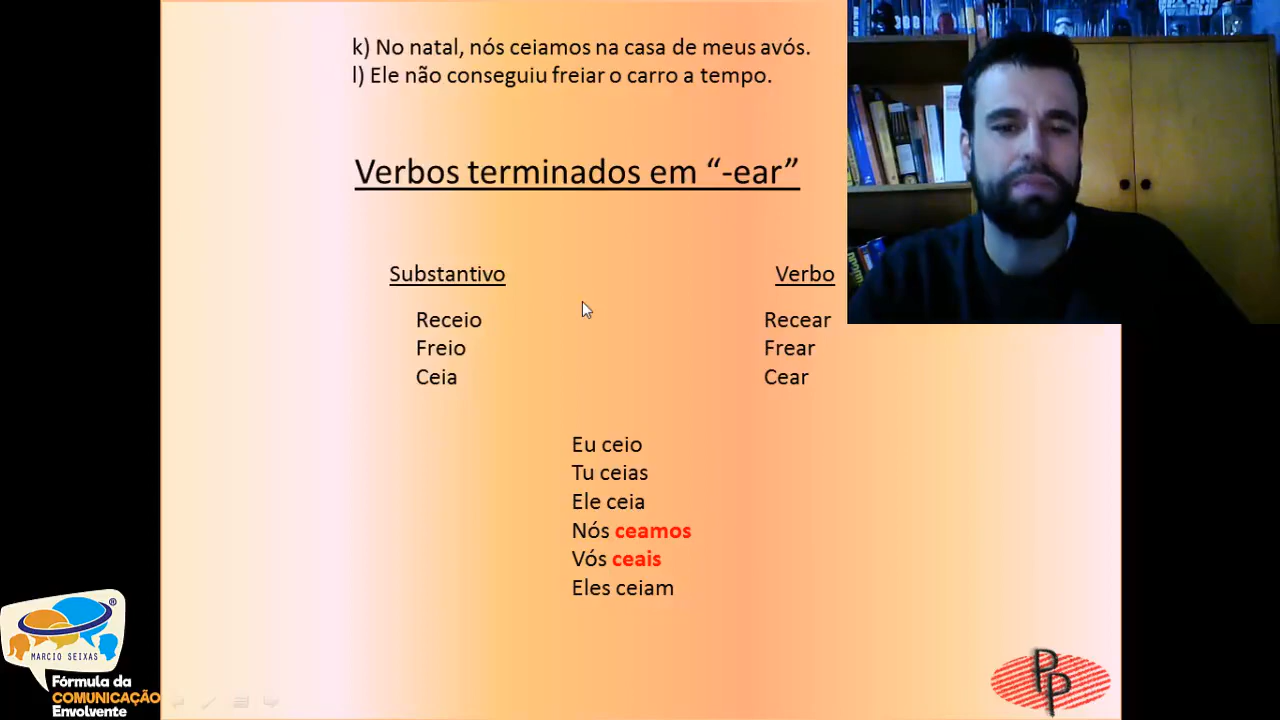 k) No natal, nós ceiamos na casa de meus avós.
l) Ele não conseguiu freiar o carro a tempo.
Verbos terminados em “-ear”
Substantivo
Verbo
Receio
Recear
Freio
Frear
Ceia
Cear
Eu ceio
Tu ceias
Ele ceia
Nós ceamos
Vós ceais
Eles ceiam
MARCIO SEIXAS
®
Fórmula da
COMUNICAÇÃO
Envolvente
PP